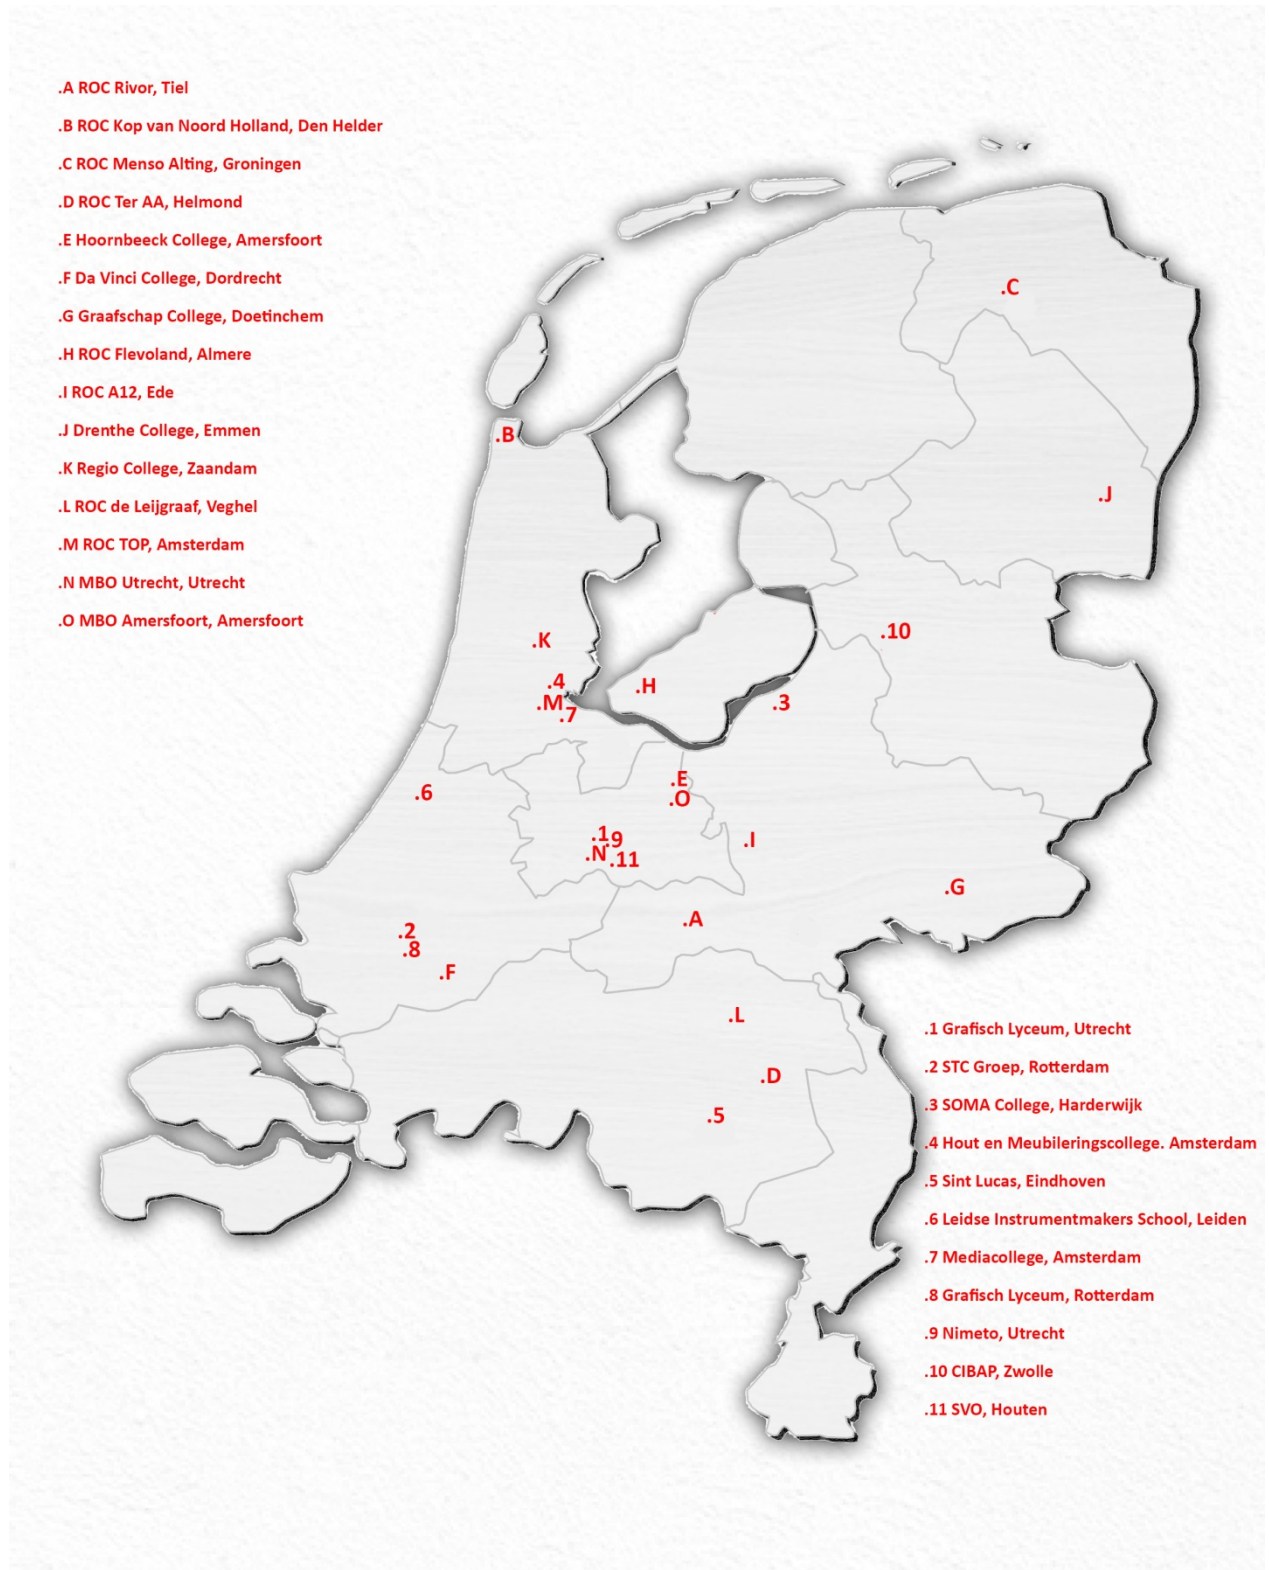 .A ROC Rivor, Tiel
.B ROC Kop van Noord Holland, Den Helder
.C ROC Menso Alting, Groningen
.D ROC Ter AA, Helmond
.E Hoornbeeck College, Amersfoort
.F Da Vinci College, Dordrecht
.G Graafschap College, Doetinchem
.H ROC Flevoland, Almere
.I ROC A12, Ede
.J Drenthe College, Emmen
.K Regio College, Zaandam
.L ROC de Leijgraaf, Veghel
.M ROC TOP, Amsterdam
.N MBO Utrecht, Utrecht
.O MBO Amersfoort, Amersfoort
.C
.B
.J
.10
.K
.4
.H
.M
.3
.7
.E
.6
.O
.1
.9
.I
.N
.11
.G
.A
.2
.8
.F
.L
.D
.5
.1 Grafisch Lyceum, Utrecht
.2 STC Groep, Rotterdam
.3 SOMA College, Harderwijk
.4 Hout en Meubileringscollege. Amsterdam
.5 Sint Lucas, Eindhoven
.6 Leidse Instrumentmakers School, Leiden
.7 Mediacollege, Amsterdam
.8 Grafisch Lyceum, Rotterdam
.9 Nimeto, Utrecht
.10 CIBAP, Zwolle
.11 SVO, Houten